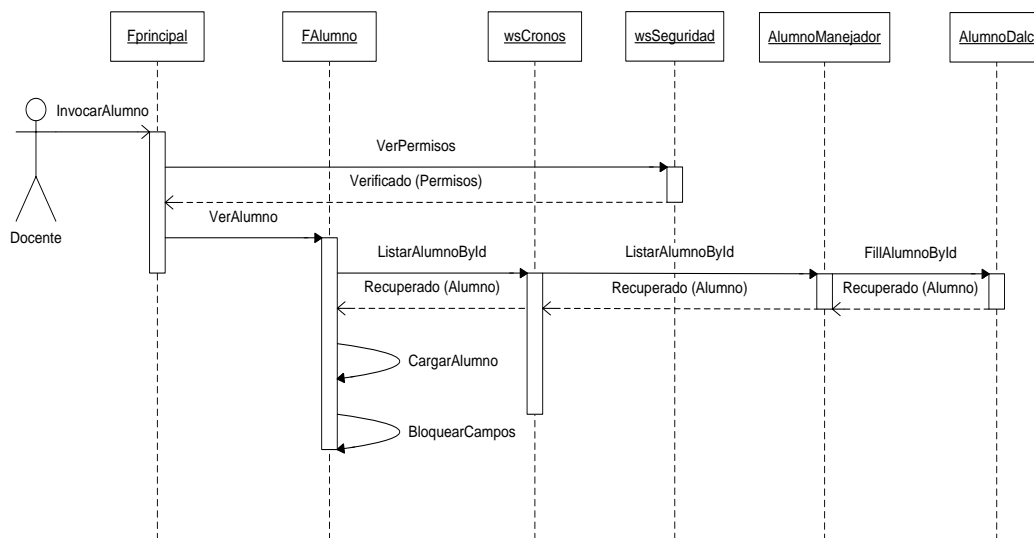 Fprincipal
FAlumno
wsCronos
wsSeguridad
AlumnoManejador
AlumnoDalc
InvocarAlumno
VerPermisos
Verificado (Permisos)
VerAlumno
Docente
ListarAlumnoById
ListarAlumnoById
FillAlumnoById
Recuperado (Alumno)
Recuperado (Alumno)
Recuperado (Alumno)
CargarAlumno
BloquearCampos